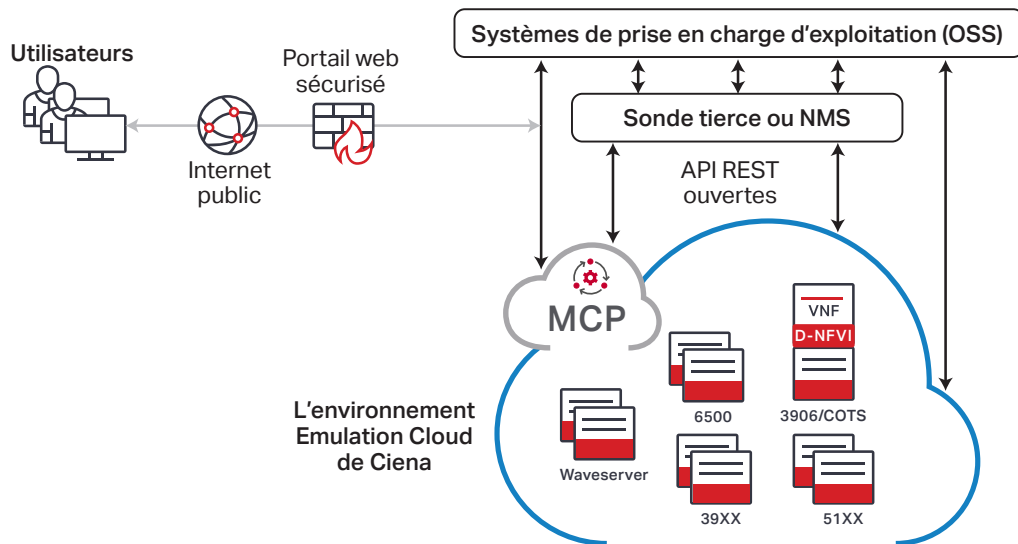 Systèmes de prise en charge d'exploitation (OSS)
Utilisateurs
Portail web
sécurisé
Sonde tierce ou NMS
Internet
public
API REST
ouvertes
MCP
VNF
D-NFVI
6500
3906/COTS
L'environnement
Emulation Cloud
de Ciena
Waveserver
39XX
51XX